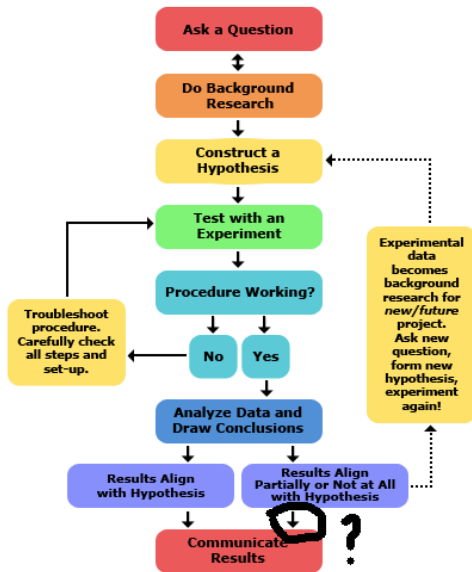 Ask a Question
Do Background
Research
Construct a
Hypothesis
Test with an
Experiment
Procedure Working?
No
Yes
Troubleshoot
procedure.
Carefully check
all steps and
set-up.
Experimental
data
becomes
background
research for
new/future
project.
Ask new
question,
form new
hypothesis,
experiment
again!
Analyze Data and
Draw Conclusions
Results Align
with Hypothesis
Results Align
Partially or Not at All
with Hypothesis
Communicate
Results
?